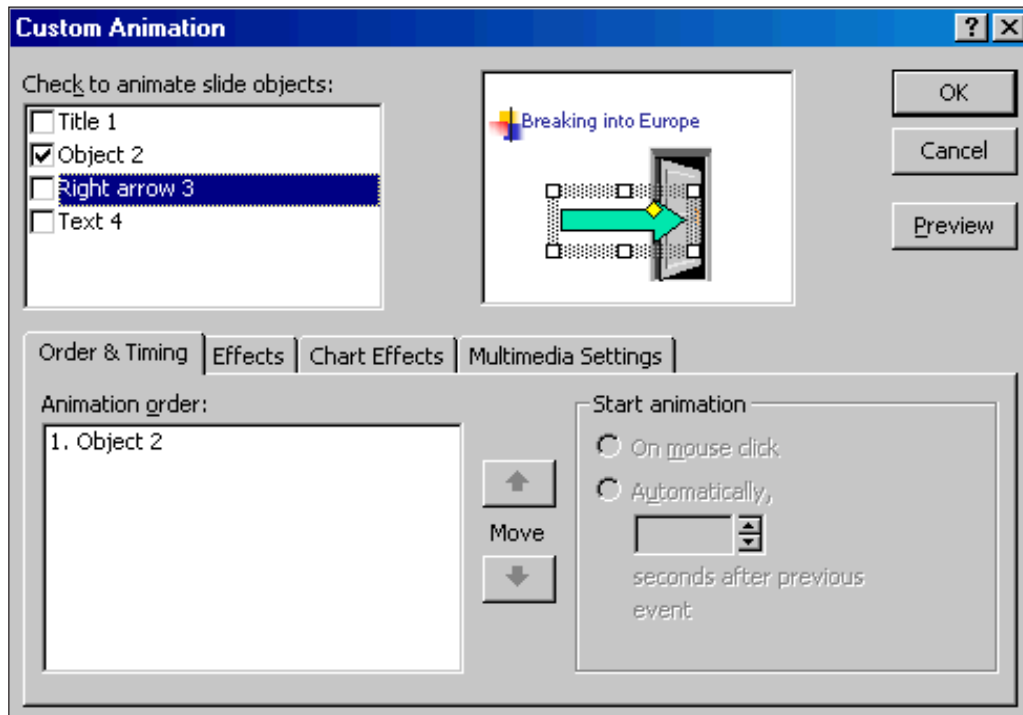 Custom Animation
Check to animate slide objects:
Title 1
Object 2
Right arrow 3
Text 4
Breaking into Europe
OK
Cancel
Preview
Order & Timing
Effects
Chart Effects
Multimedia Settings
Animation order:
1. Object 2
Move
Start animation
On mouse click
Automatically,
seconds after previous
event